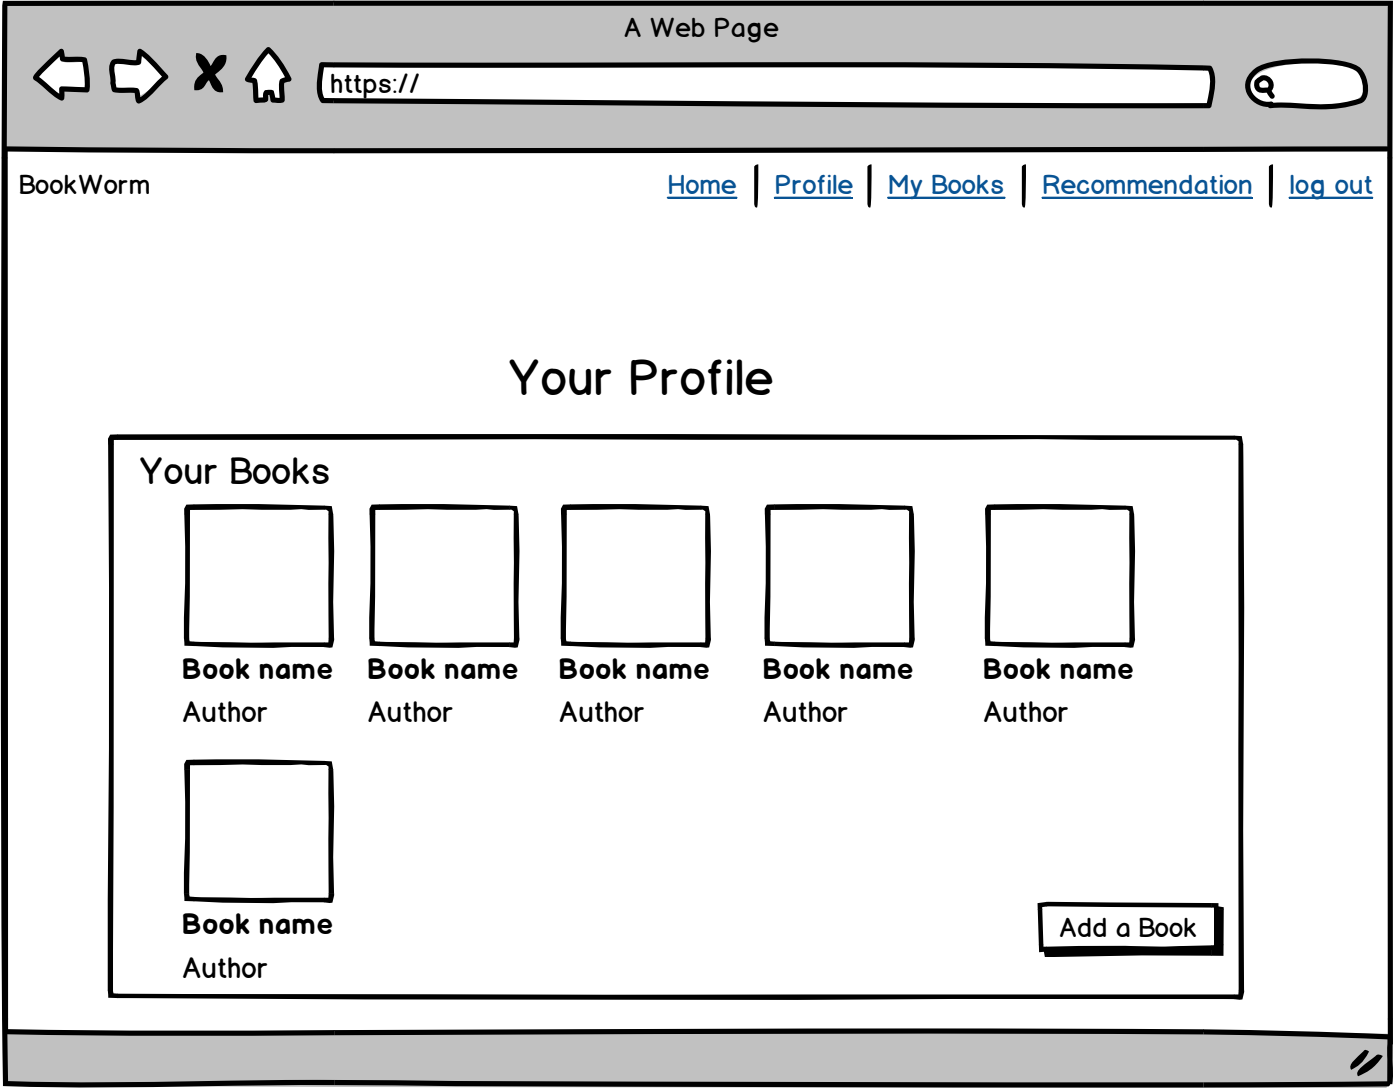 A Web Page
https://
BookWorm Home Profile My Books Recommendation log out
Your Profile
Your Books
Book name Book name Book name Book name Book name
Author Author Author Author Author
Book name
Author
Add a Book